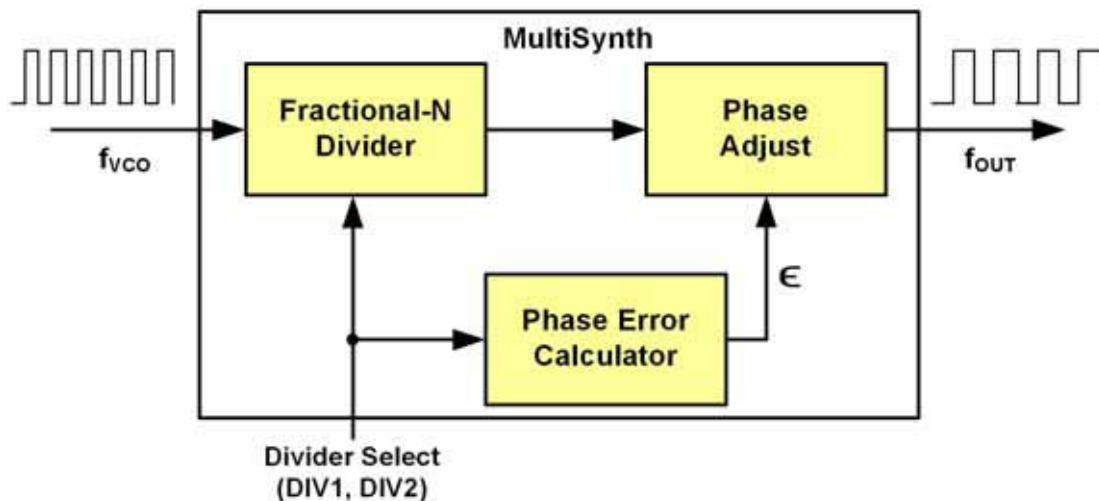 MultiSynth
Fractional-N
Divider
Phase
Adjust
fVCO
fOUT
ϵ
Phase Error
Calculator
Divider Select
(DIV1, DIV2)